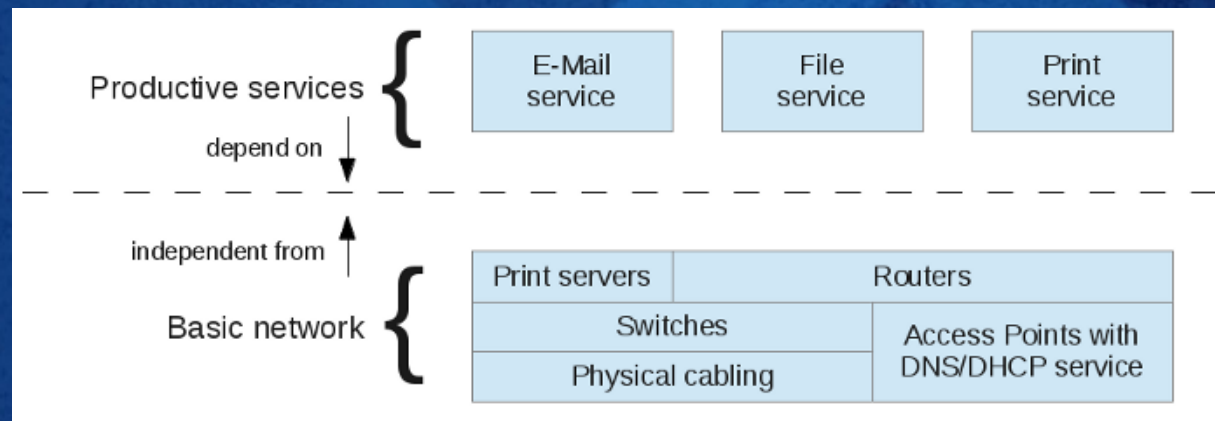 Productive services
E-Mail
service
File
service
Print
service
depend on
independent from
Basic network
Print servers
Routers
Switches
Physical cabling
Access Points with
DNS/DHCP service